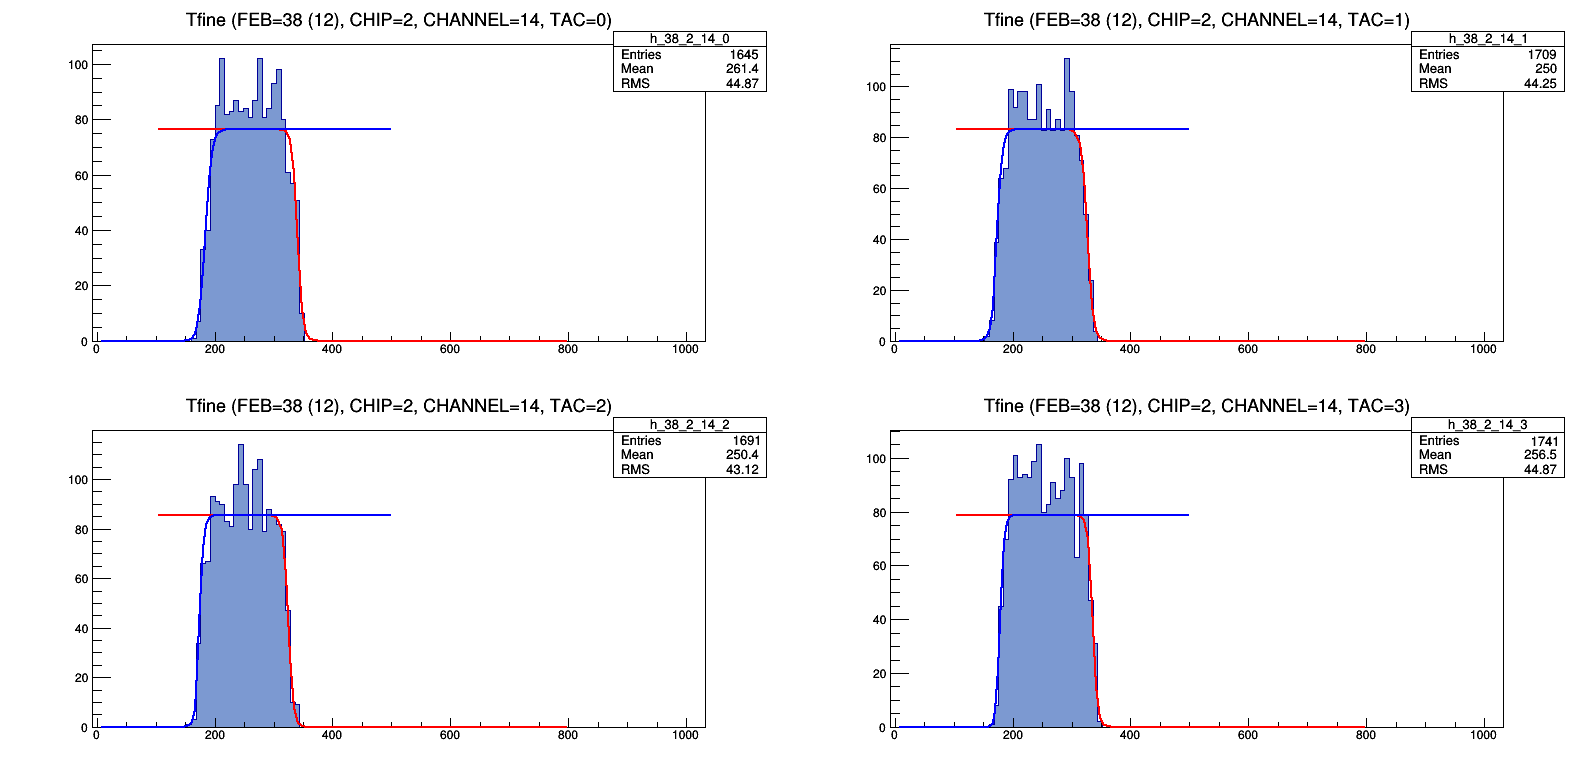 Tfine (FEB=38 (12), CHIP=2, CHANNEL=14, TAC=0)
h_38_2_14_0
Entries 1645
Mean 261.4
RMS 44.87
100
80
60
40
20
0
0 200 400 600 800 1000
Tfine (FEB=38 (12), CHIP=2, CHANNEL=14, TAC=1)
h_38_2_14_1
Entries 1709
Mean 250
RMS 44.25
100
80
60
40
20
0
0 200 400 600 800 1000
Tfine (FEB=38 (12), CHIP=2, CHANNEL=14, TAC=2)
h_38_2_14_2
Entries 1691
Mean 250.4
RMS 43.12
100
80
60
40
20
0
0 200 400 600 800 1000
Tfine (FEB=38 (12), CHIP=2, CHANNEL=14, TAC=3)
h_38_2_14_3
Entries 1741
Mean 256.5
RMS 44.87
100
80
60
40
20
0
0 200 400 600 800 1000